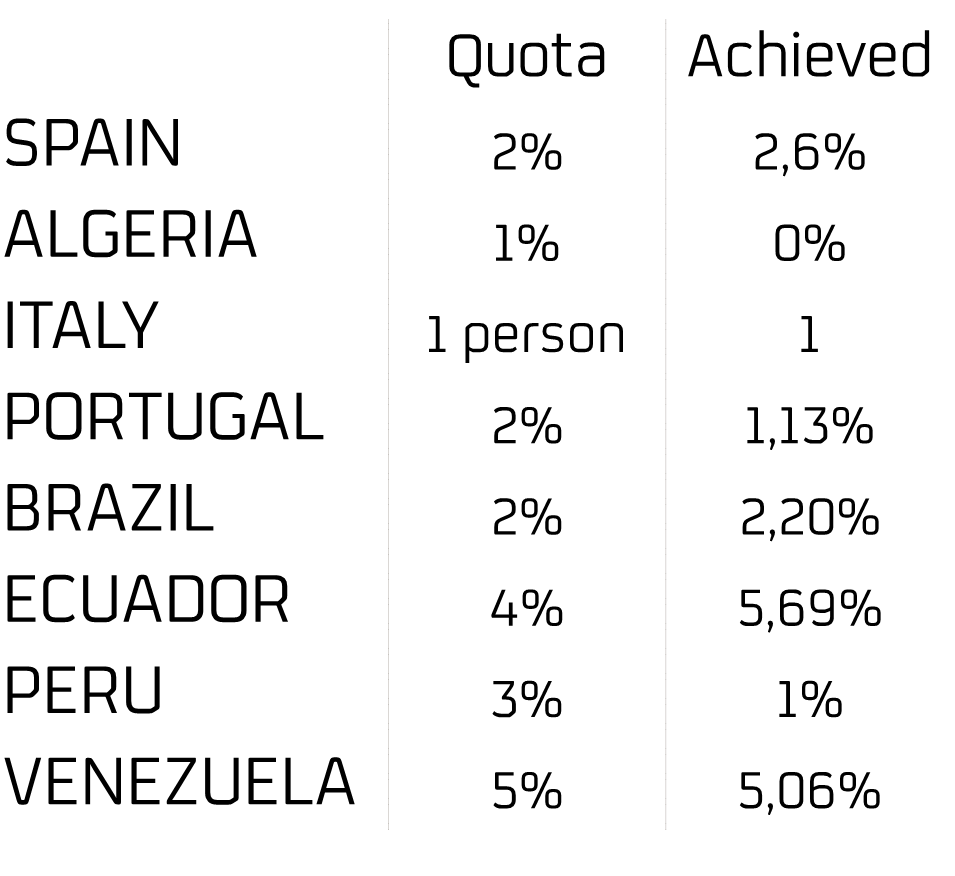 Quota Achieved
SPAIN 2% 2,6%
ALGERIA 1% 0%
ITALY 1 person 1
PORTUGAL 2% 1,13%
BRAZIL 2% 2,20%
ECUADOR 4% 5,69%
PERU 3% 1%
VENEZUELA 5% 5,06%